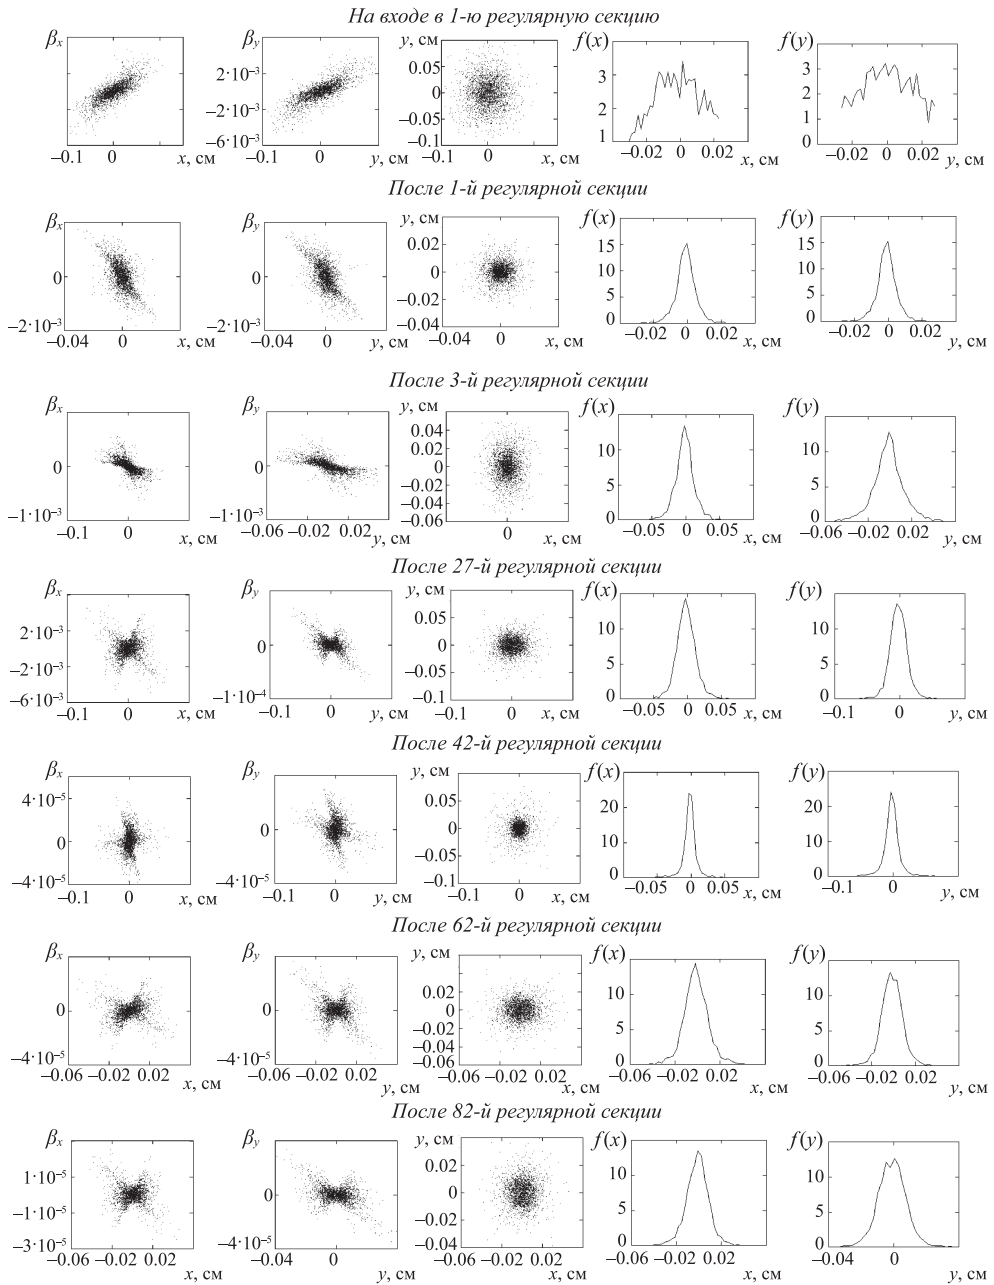 На входе в 1-ю регулярную секцию
βx βy y, см f(x) f(y)
2·10⁻³ −2·10⁻³ −6·10⁻³
0.10 0.05 0 −0.05 −0.1
3 2 1
3 2 1 0
−0.1 0 x, см −0.1 0 y, см 0 x, см −0.02 0 0.02 x, см −0.02 0 0.02 y, см
После 1-й регулярной секции
βx βy y, см f(x) f(y)
0 −2·10⁻³
0 −2·10⁻³
0.02 0 −0.02 −0.04
15 10 5 0
15 10 5 0
−0.04 0 x, см −0.04 0 y, см −0.04 0 x, см −0.02 0 0.02 x, см −0.02 0 0.02 y, см
После 3-й регулярной секции
βx βy y, см f(x) f(y)
0 −1·10⁻³
0 −1·10⁻³
0.04 0.02 0 −0.02 −0.04 −0.06
10 5 0
10 5 0
−0.1 0 x, см −0.06 −0.02 0.02 y, см 0 x, см −0.05 0 0.05 x, см −0.06 −0.02 0.02 y, см
После 27-й регулярной секции
βx βy y, см f(x) f(y)
2·10⁻³ −2·10⁻³ −6·10⁻³
0 −1·10⁻⁴
0.05 0 −0.05 −0.1
10 5 0
10 5 0
−0.1 0 x, см −0.1 0 y, см −0.1 0 x, см −0.05 0 0.05 x, см −0.1 0 y, см
После 42-й регулярной секции
βx βy y, см f(x) f(y)
4·10⁻⁵ 0 −4·10⁻⁵
0 −4·10⁻⁵
0.10 0.05 0 −0.05 −0.1
20 10 0
20 10 0
−0.1 0 x, см −0.1 0 y, см 0 x, см −0.05 0 0.05 x, см −0.1 0 y, см
После 62-й регулярной секции
βx βy y, см f(x) f(y)
0 −4·10⁻⁵
0 −4·10⁻⁵
0.02 0 −0.02 −0.04 −0.06
10 5 0
10 5 0
−0.06 −0.02 0.02 x, см −0.06 −0.02 0.02 y, см −0.06 −0.02 0.02 x, см −0.06 −0.02 0.02 x, см −0.06 −0.02 0.02 y, см
После 82-й регулярной секции
βx βy y, см f(x) f(y)
1·10⁻⁵ −1·10⁻⁵ −3·10⁻⁵
0 −4·10⁻⁵
0.02 0 −0.02 −0.04
10 5 0
10 5 0
−0.06 −0.02 0.02 x, см −0.04 0 y, см −0.06 −0.02 0.02 x, см −0.06 −0.02 0.02 x, см −0.04 0 y, см